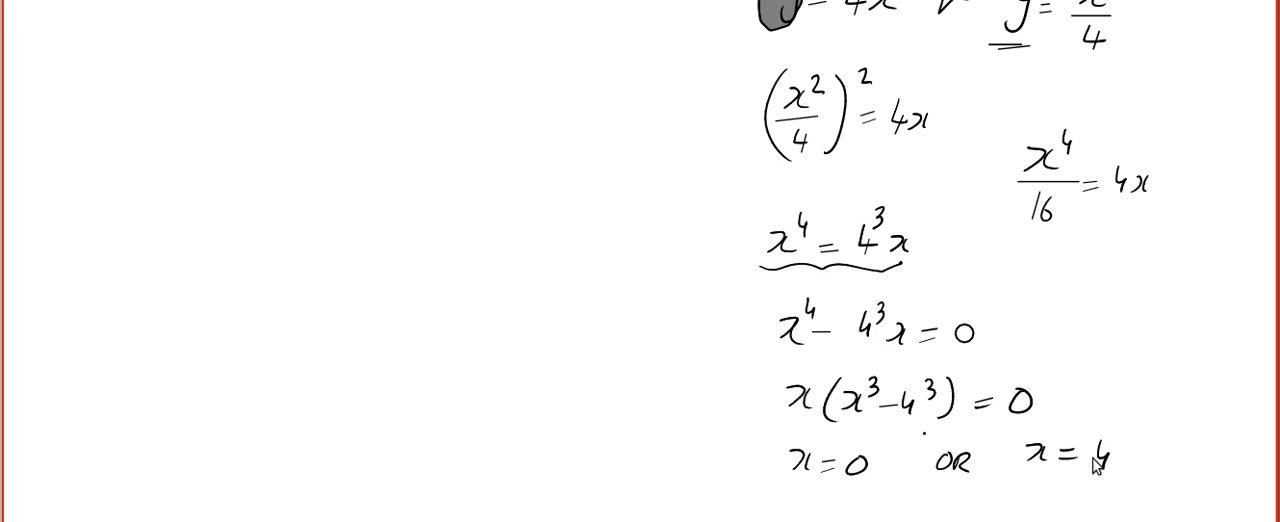 = 4x y = x/4
(x²/4)² = 4x
x⁴/16 = 4x
x⁴ = 4³x
x⁴ - 4³x = 0
x(x³-4³) = 0
x = 0 OR x = 4